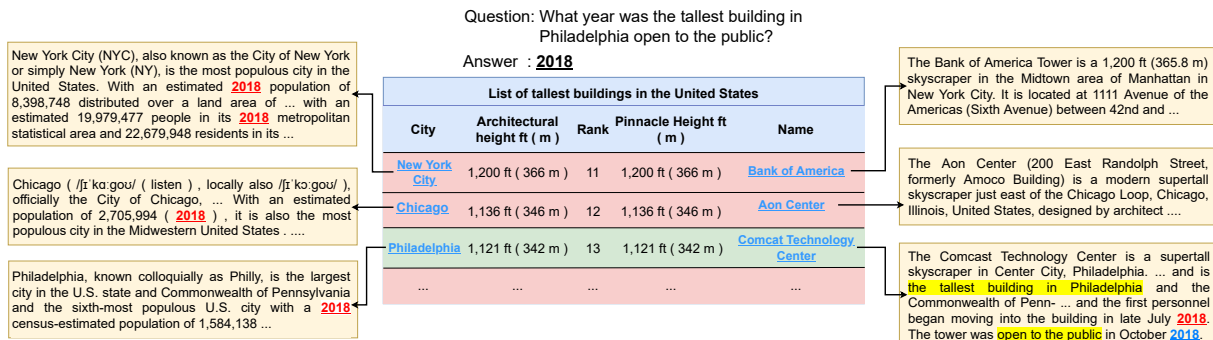 Question: What year was the tallest building in
Philadelphia open to the public?
Answer : 2018
New York City (NYC), also known as the City of New York
or simply New York (NY), is the most populous city in the
United States. With an estimated 2018 population of
8,398,748 distributed over a land area of ... with an
estimated 19,979,477 people in its 2018 metropolitan
statistical area and 22,679,948 residents in its ...
Chicago ( /ʃɪˈkɑːɡoʊ/ ( listen ) , locally also /ʃɪˈkɔːɡoʊ/ ),
officially the City of Chicago, ... With an estimated
population of 2,705,994 ( 2018 ) , it is also the most
populous city in the Midwestern United States . ....
Philadelphia, known colloquially as Philly, is the largest
city in the U.S. state and Commonwealth of Pennsylvania
and the sixth-most populous U.S. city with a 2018
census-estimated population of 1,584,138 ...
List of tallest buildings in the United States
City Architectural height ft ( m ) Rank Pinnacle Height ft ( m ) Name
New York City 1,200 ft ( 366 m ) 11 1,200 ft ( 366 m ) Bank of America
Chicago 1,136 ft ( 346 m ) 12 1,136 ft ( 346 m ) Aon Center
Philadelphia 1,121 ft ( 342 m ) 13 1,121 ft ( 342 m ) Comcat Technology Center
... ... ... ... ...
The Bank of America Tower is a 1,200 ft (365.8 m)
skyscraper in the Midtown area of Manhattan in
New York City. It is located at 1111 Avenue of the
Americas (Sixth Avenue) between 42nd and ...
The Aon Center (200 East Randolph Street,
formerly Amoco Building) is a modern supertall
skyscraper just east of the Chicago Loop, Chicago,
Illinois, United States, designed by architect ....
The Comcast Technology Center is a supertall
skyscraper in Center City, Philadelphia. ... and is
the tallest building in Philadelphia and the
Commonwealth of Penn- ... and the first personnel
began moving into the building in late July 2018.
The tower was open to the public in October 2018.